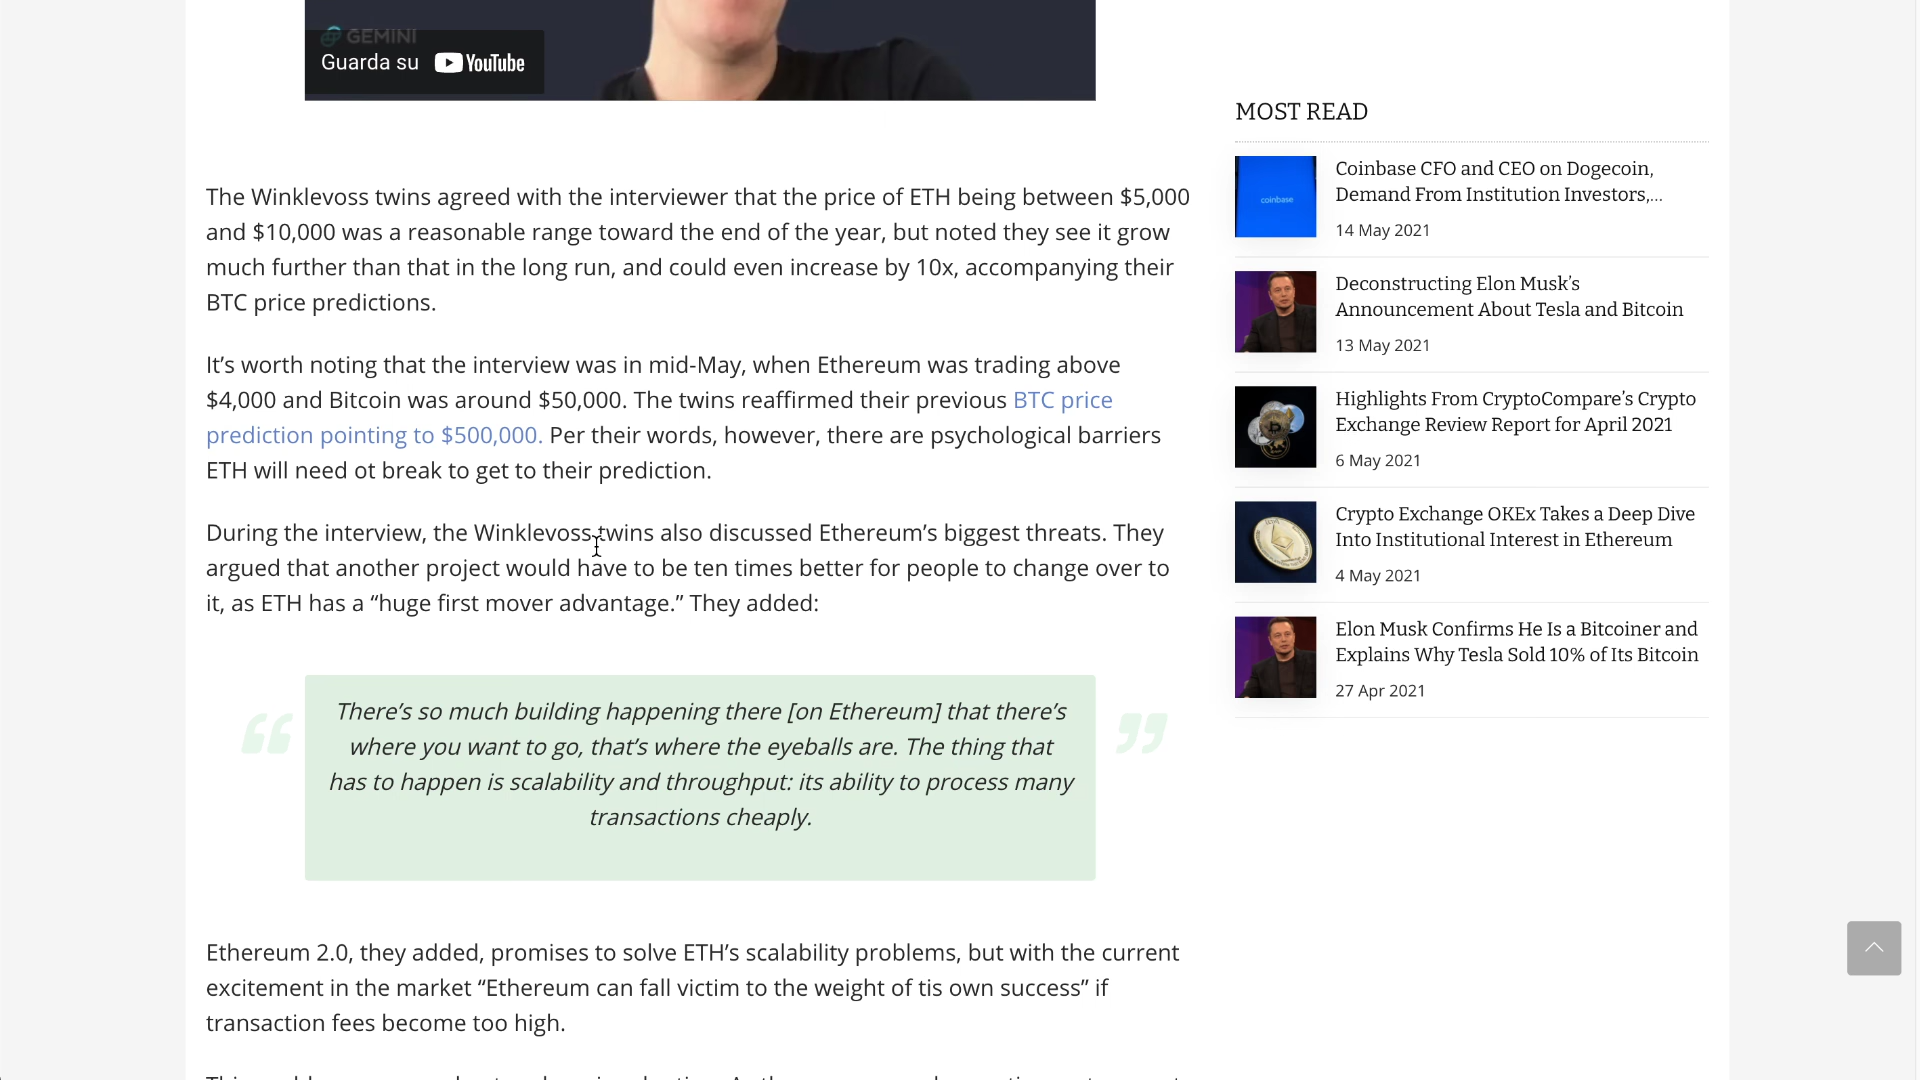 GEMINI
Guarda su YouTube
The Winklevoss twins agreed with the interviewer that the price of ETH being between $5,000
and $10,000 was a reasonable range toward the end of the year, but noted they see it grow
much further than that in the long run, and could even increase by 10x, accompanying their
BTC price predictions.
It’s worth noting that the interview was in mid-May, when Ethereum was trading above
$4,000 and Bitcoin was around $50,000. The twins reaffirmed their previous BTC price
prediction pointing to $500,000. Per their words, however, there are psychological barriers
ETH will need ot break to get to their prediction.
During the interview, the Winklevoss twins also discussed Ethereum’s biggest threats. They
argued that another project would have to be ten times better for people to change over to
it, as ETH has a “huge first mover advantage.” They added:
“
There’s so much building happening there [on Ethereum] that there’s
where you want to go, that’s where the eyeballs are. The thing that
has to happen is scalability and throughput: its ability to process many
transactions cheaply.
”
Ethereum 2.0, they added, promises to solve ETH’s scalability problems, but with the current
excitement in the market “Ethereum can fall victim to the weight of tis own success” if
transaction fees become too high.
MOST READ
coinbase
Coinbase CFO and CEO on Dogecoin,
Demand From Institution Investors,...
14 May 2021
Deconstructing Elon Musk’s
Announcement About Tesla and Bitcoin
13 May 2021
Highlights From CryptoCompare’s Crypto
Exchange Review Report for April 2021
6 May 2021
Crypto Exchange OKEx Takes a Deep Dive
Into Institutional Interest in Ethereum
4 May 2021
Elon Musk Confirms He Is a Bitcoiner and
Explains Why Tesla Sold 10% of Its Bitcoin
27 Apr 2021